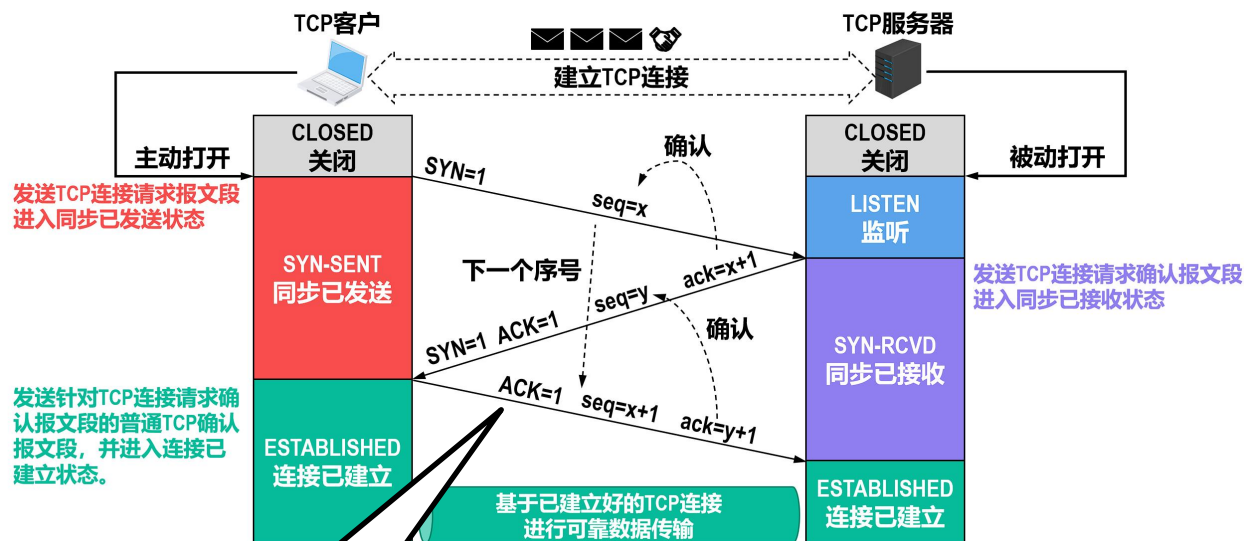 TCP客户
TCP服务器
建立TCP连接
主动打开
CLOSED
关闭
CLOSED
关闭
被动打开
发送TCP连接请求报文段
进入同步已发送状态
SYN=1
seq=x
确认
LISTEN
监听
SYN-SENT
同步已发送
下一个序号
ack=x+1
seq=y
SYN=1 ACK=1
确认
发送TCP连接请求确认报文段
进入同步已接收状态
SYN-RCVD
同步已接收
发送针对TCP连接请求确
认报文段的普通TCP确认
报文段，并进入连接已
建立状态。
ACK=1 seq=x+1 ack=y+1
ESTABLISHED
连接已建立
ESTABLISHED
连接已建立
基于已建立好的TCP连接
进行可靠数据传输